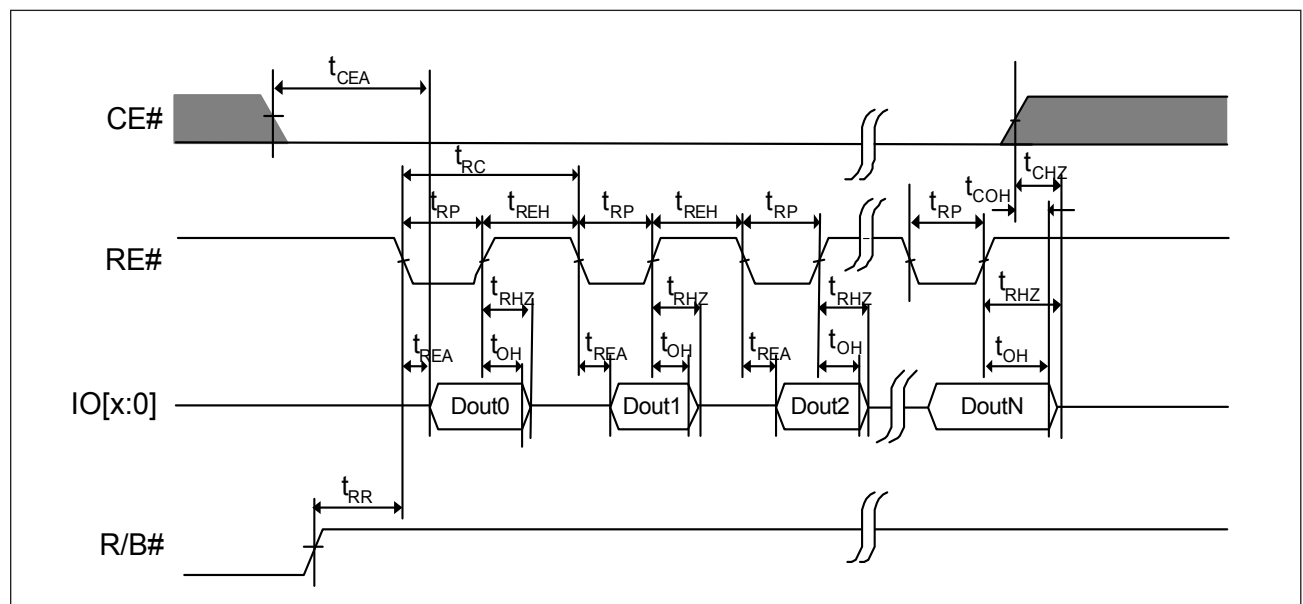 tCEA
CE#
tCHZ
tCOH
tRC
tRP tREH tRP tREH tRP tRP
RE#
tRHZ tRHZ tRHZ tRHZ
tREA tOH tREA tOH tREA tOH tOH
IO[x:0] Dout0 Dout1 Dout2 DoutN
tRR
R/B#